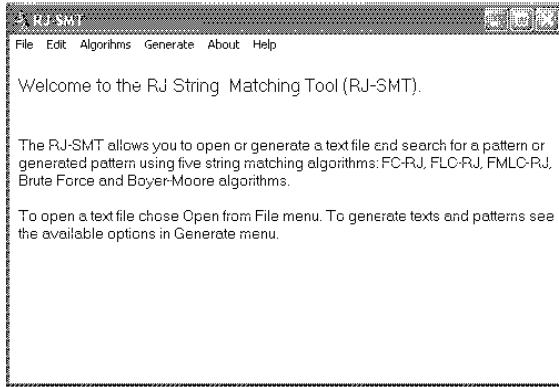 RJ-SMT
File Edit Algorihms Generate About Help
Welcome to the RJ String Matching Tool (RJ-SMT).
The RJ-SMT allows you to open or generate a text file and search for a pattern or
generated pattern using five string matching algorithms: FC-RJ, FLC-RJ, FMLC-RJ,
Brute Force and Boyer-Moore algorithms.
To open a text file chose Open from File menu. To generate texts and patterns see
the available options in Generate menu.